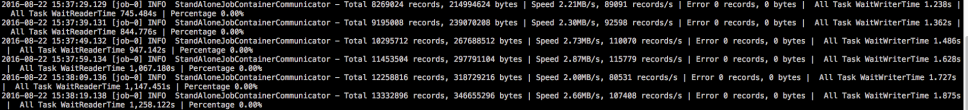 2016-08-22 15:37:29.129 [job-0] INFO  StandAloneJobContainerCommunicator - Total 8269024 records, 214994624 bytes | Speed 2.21MB/s, 89091 records/s | Error 0 records, 0 bytes |  All Task WaitWriterTime 1.238s |
 All Task WaitReaderTime 745.484s | Percentage 0.00%
2016-08-22 15:37:39.131 [job-0] INFO  StandAloneJobContainerCommunicator - Total 9195008 records, 239070208 bytes | Speed 2.30MB/s, 92598 records/s | Error 0 records, 0 bytes |  All Task WaitWriterTime 1.362s |
 All Task WaitReaderTime 844.776s | Percentage 0.00%
2016-08-22 15:37:49.132 [job-0] INFO  StandAloneJobContainerCommunicator - Total 10295712 records, 267688512 bytes | Speed 2.73MB/s, 110070 records/s | Error 0 records, 0 bytes |  All Task WaitWriterTime 1.486s
 |  All Task WaitReaderTime 947.142s | Percentage 0.00%
2016-08-22 15:37:59.134 [job-0] INFO  StandAloneJobContainerCommunicator - Total 11453504 records, 297791104 bytes | Speed 2.87MB/s, 115779 records/s | Error 0 records, 0 bytes |  All Task WaitWriterTime 1.628s
 |  All Task WaitReaderTime 1,067.180s | Percentage 0.00%
2016-08-22 15:38:09.136 [job-0] INFO  StandAloneJobContainerCommunicator - Total 12258816 records, 318729216 bytes | Speed 2.00MB/s, 80531 records/s | Error 0 records, 0 bytes |  All Task WaitWriterTime 1.727s
 |  All Task WaitReaderTime 1,147.451s | Percentage 0.00%
2016-08-22 15:38:19.138 [job-0] INFO  StandAloneJobContainerCommunicator - Total 13332896 records, 346655296 bytes | Speed 2.66MB/s, 107408 records/s | Error 0 records, 0 bytes |  All Task WaitWriterTime 1.875s
 |  All Task WaitReaderTime 1,258.122s | Percentage 0.00%